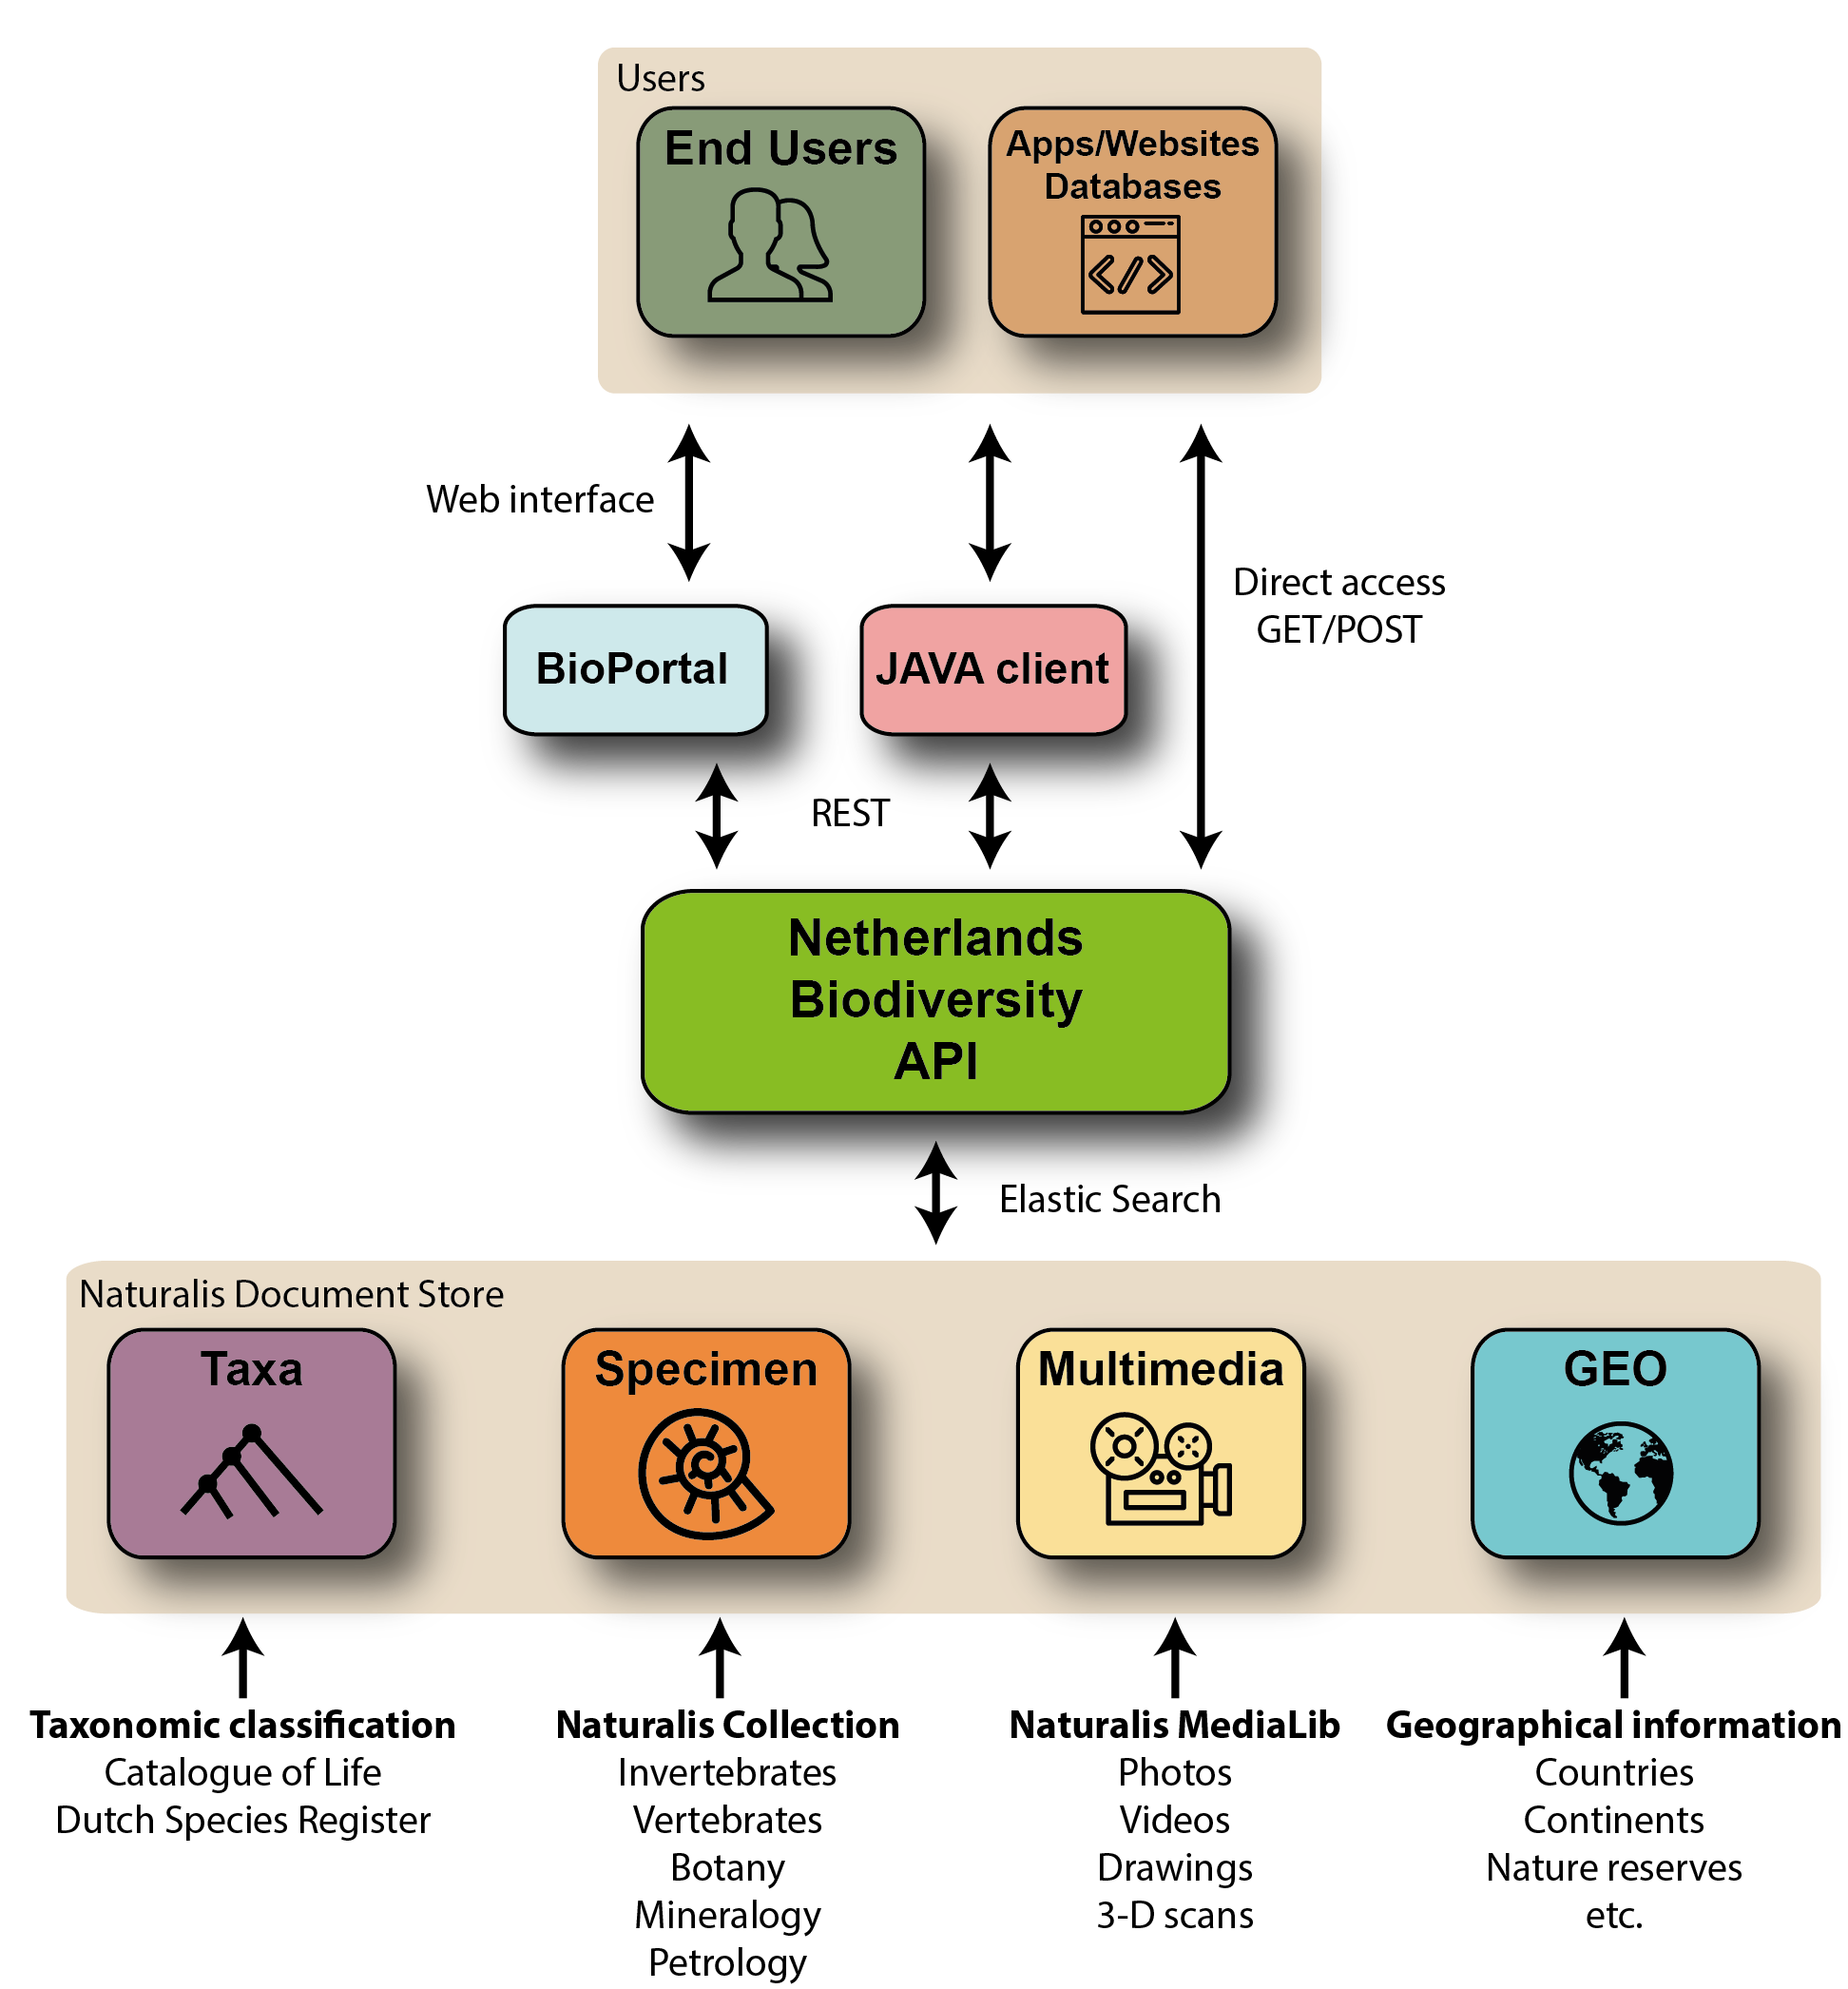 Users
End Users
Apps/Websites
Databases
Web interface
Direct access
GET/POST
BioPortal
JAVA client
REST
Netherlands
Biodiversity
API
Elastic Search
Naturalis Document Store
Taxa
Specimen
Multimedia
GEO
Taxonomic classification
Catalogue of Life
Dutch Species Register
Naturalis Collection
Invertebrates
Vertebrates
Botany
Mineralogy
Petrology
Naturalis MediaLib
Photos
Videos
Drawings
3-D scans
Geographical information
Countries
Continents
Nature reserves
etc.